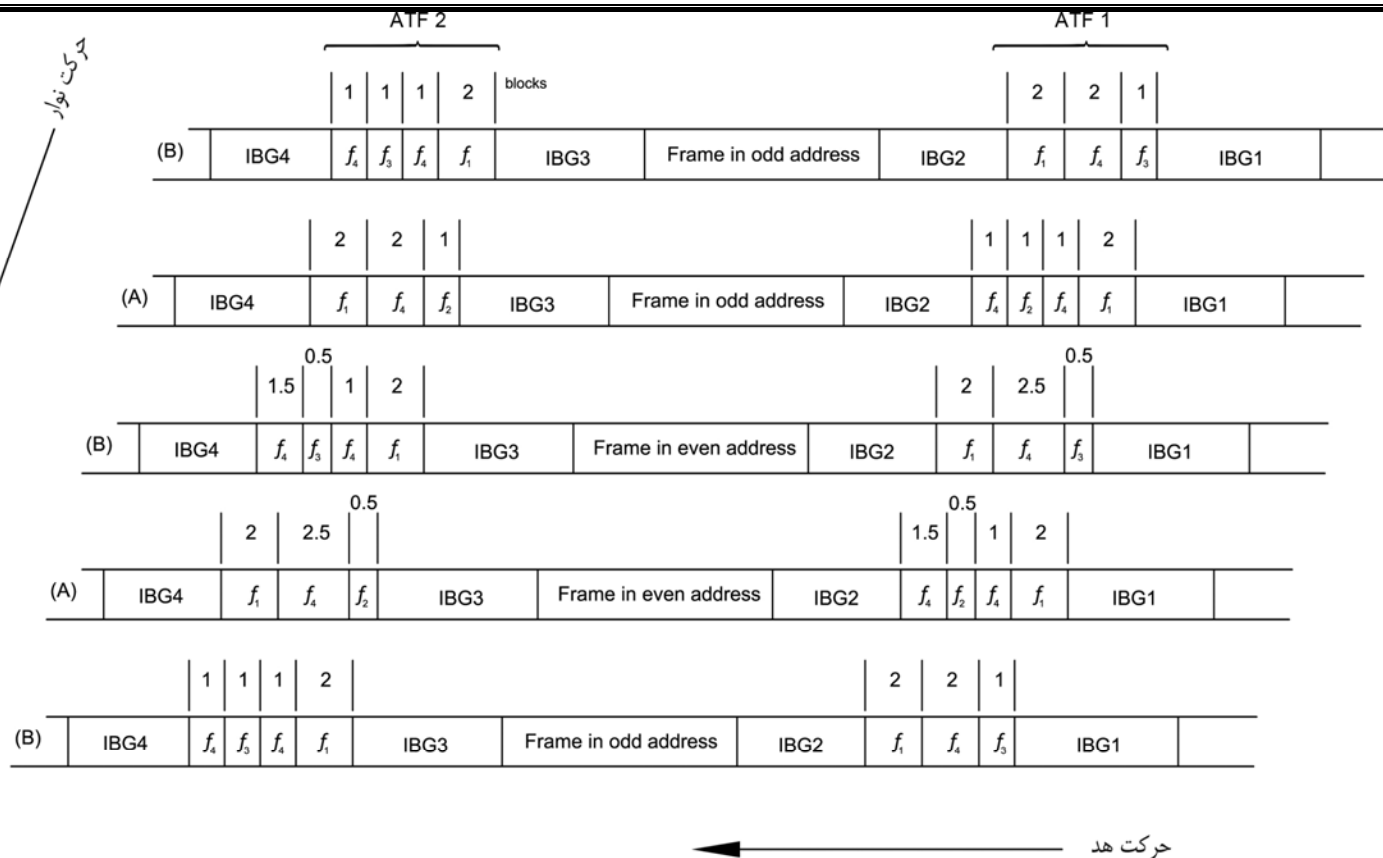 ATF 2 ATF 1
حرکت نوار
1 1 1 2 blocks 2 2 1
(B) IBG4 f₄ f₃ f₄ f₁ IBG3 Frame in odd address IBG2 f₁ f₄ f₃ IBG1
2 2 1 1 1 1 2
(A) IBG4 f₁ f₄ f₂ IBG3 Frame in odd address IBG2 f₄ f₂ f₄ f₁ IBG1
0.5 0.5
1.5 1 2 2 2.5
(B) IBG4 f₄ f₃ f₄ f₁ IBG3 Frame in even address IBG2 f₁ f₄ f₃ IBG1
0.5 0.5
2 2.5 1.5 1 2
(A) IBG4 f₁ f₄ f₂ IBG3 Frame in even address IBG2 f₄ f₂ f₄ f₁ IBG1
1 1 1 2 2 2 1
(B) IBG4 f₄ f₃ f₄ f₁ IBG3 Frame in odd address IBG2 f₁ f₄ f₃ IBG1
حرکت هد